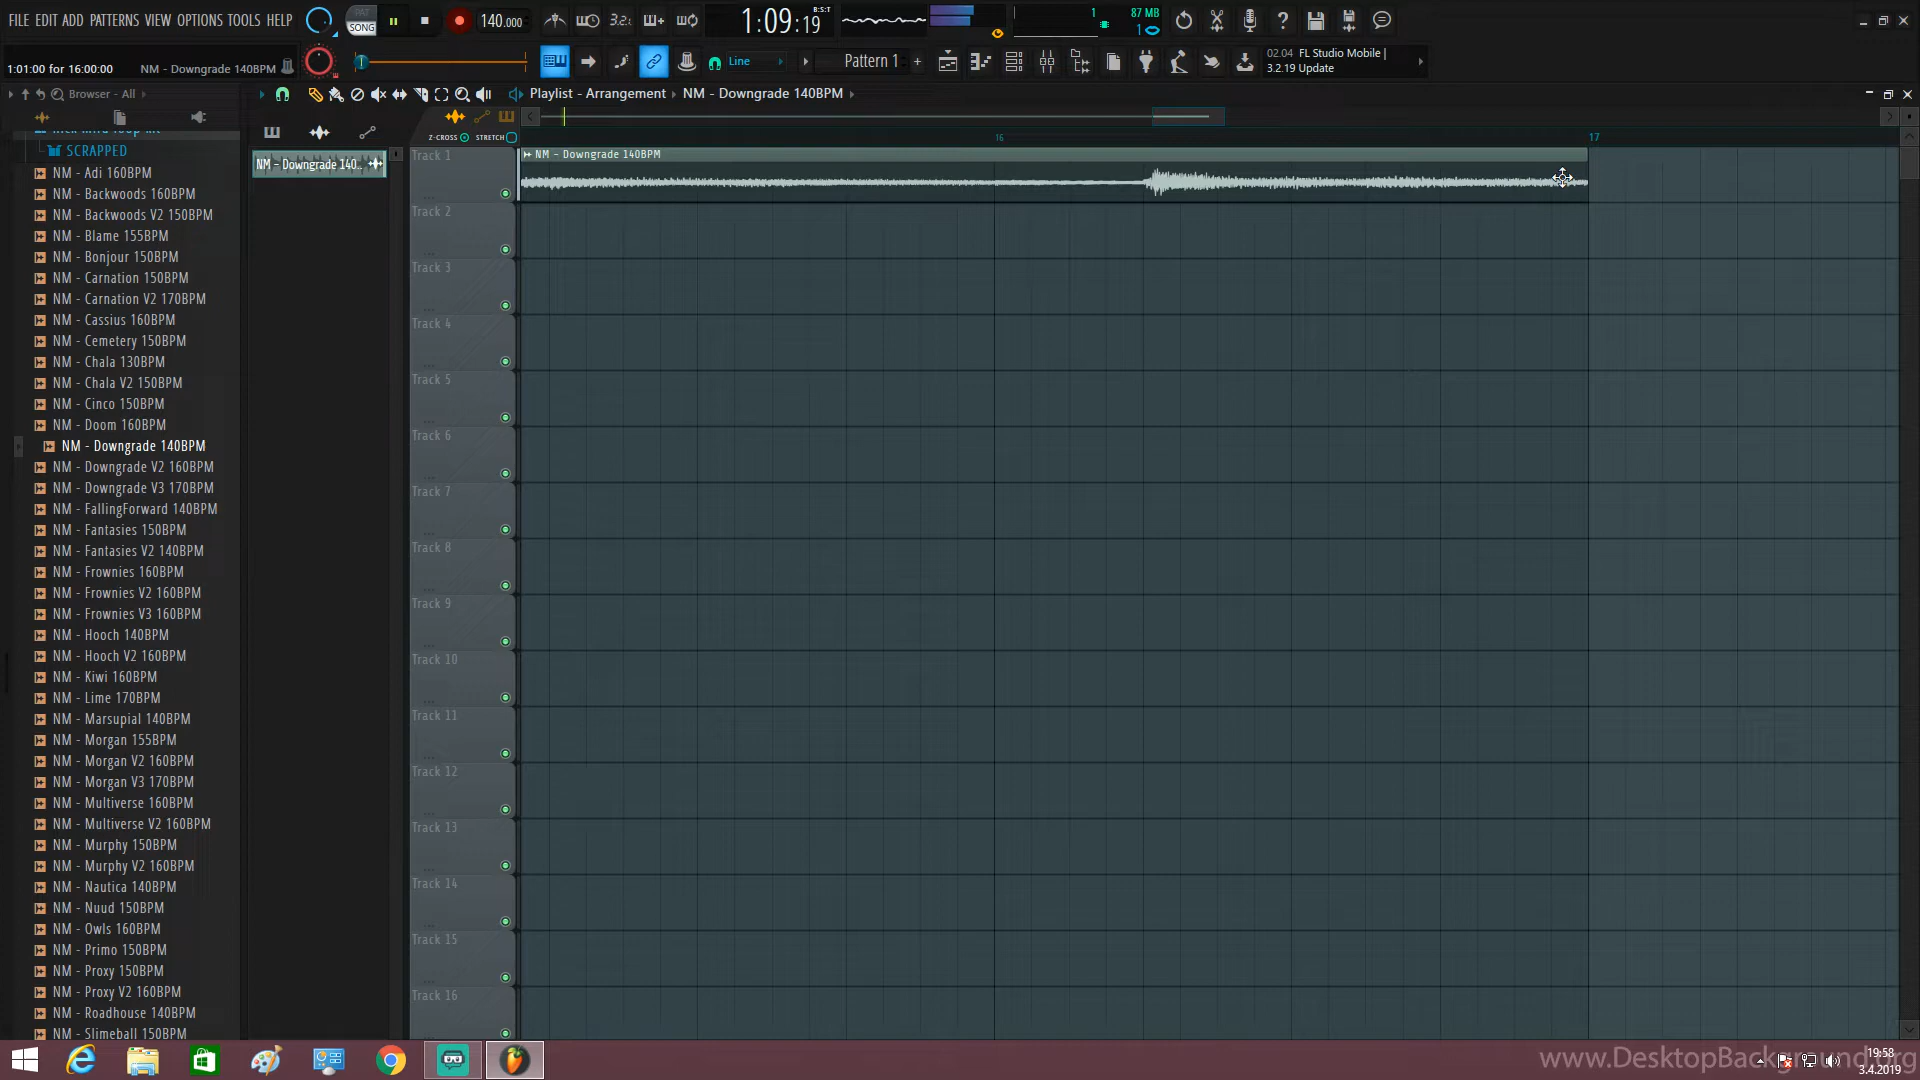 FILE EDIT ADD PATTERNS VIEW OPTIONS TOOLS HELP
PAT
SONG
140.000
3.2.
1:09:19
B:S:T
1
87 MB
1
1:01:00 for 16:00:00 NM - Downgrade 140BPM
Line
Pattern 1
+
02.04 FL Studio Mobile |
3.2.19 Update
Browser - All
Playlist - Arrangement NM - Downgrade 140BPM
Z-CROSS STRETCH
16
17
SCRAPPED
NM - Adi 160BPM
NM - Backwoods 160BPM
NM - Backwoods V2 150BPM
NM - Blame 155BPM
NM - Bonjour 150BPM
NM - Carnation 150BPM
NM - Carnation V2 170BPM
NM - Cassius 160BPM
NM - Cemetery 150BPM
NM - Chala 130BPM
NM - Chala V2 150BPM
NM - Cinco 150BPM
NM - Doom 160BPM
NM - Downgrade 140BPM
NM - Downgrade V2 160BPM
NM - Downgrade V3 170BPM
NM - FallingForward 140BPM
NM - Fantasies 150BPM
NM - Fantasies V2 140BPM
NM - Frownies 160BPM
NM - Frownies V2 160BPM
NM - Frownies V3 160BPM
NM - Hooch 140BPM
NM - Hooch V2 160BPM
NM - Kiwi 160BPM
NM - Lime 170BPM
NM - Marsupial 140BPM
NM - Morgan 155BPM
NM - Morgan V2 160BPM
NM - Morgan V3 170BPM
NM - Multiverse 160BPM
NM - Multiverse V2 160BPM
NM - Murphy 150BPM
NM - Murphy V2 160BPM
NM - Nautica 140BPM
NM - Nuud 150BPM
NM - Owls 160BPM
NM - Primo 150BPM
NM - Proxy 150BPM
NM - Proxy V2 160BPM
NM - Roadhouse 140BPM
NM - Slimeball 150BPM
NM - Downgrade 140..
Track 1
NM - Downgrade 140BPM
Track 2
Track 3
Track 4
Track 5
Track 6
Track 7
Track 8
Track 9
Track 10
Track 11
Track 12
Track 13
Track 14
Track 15
Track 16
www.DesktopBackground.org
19:58
3.4.2019